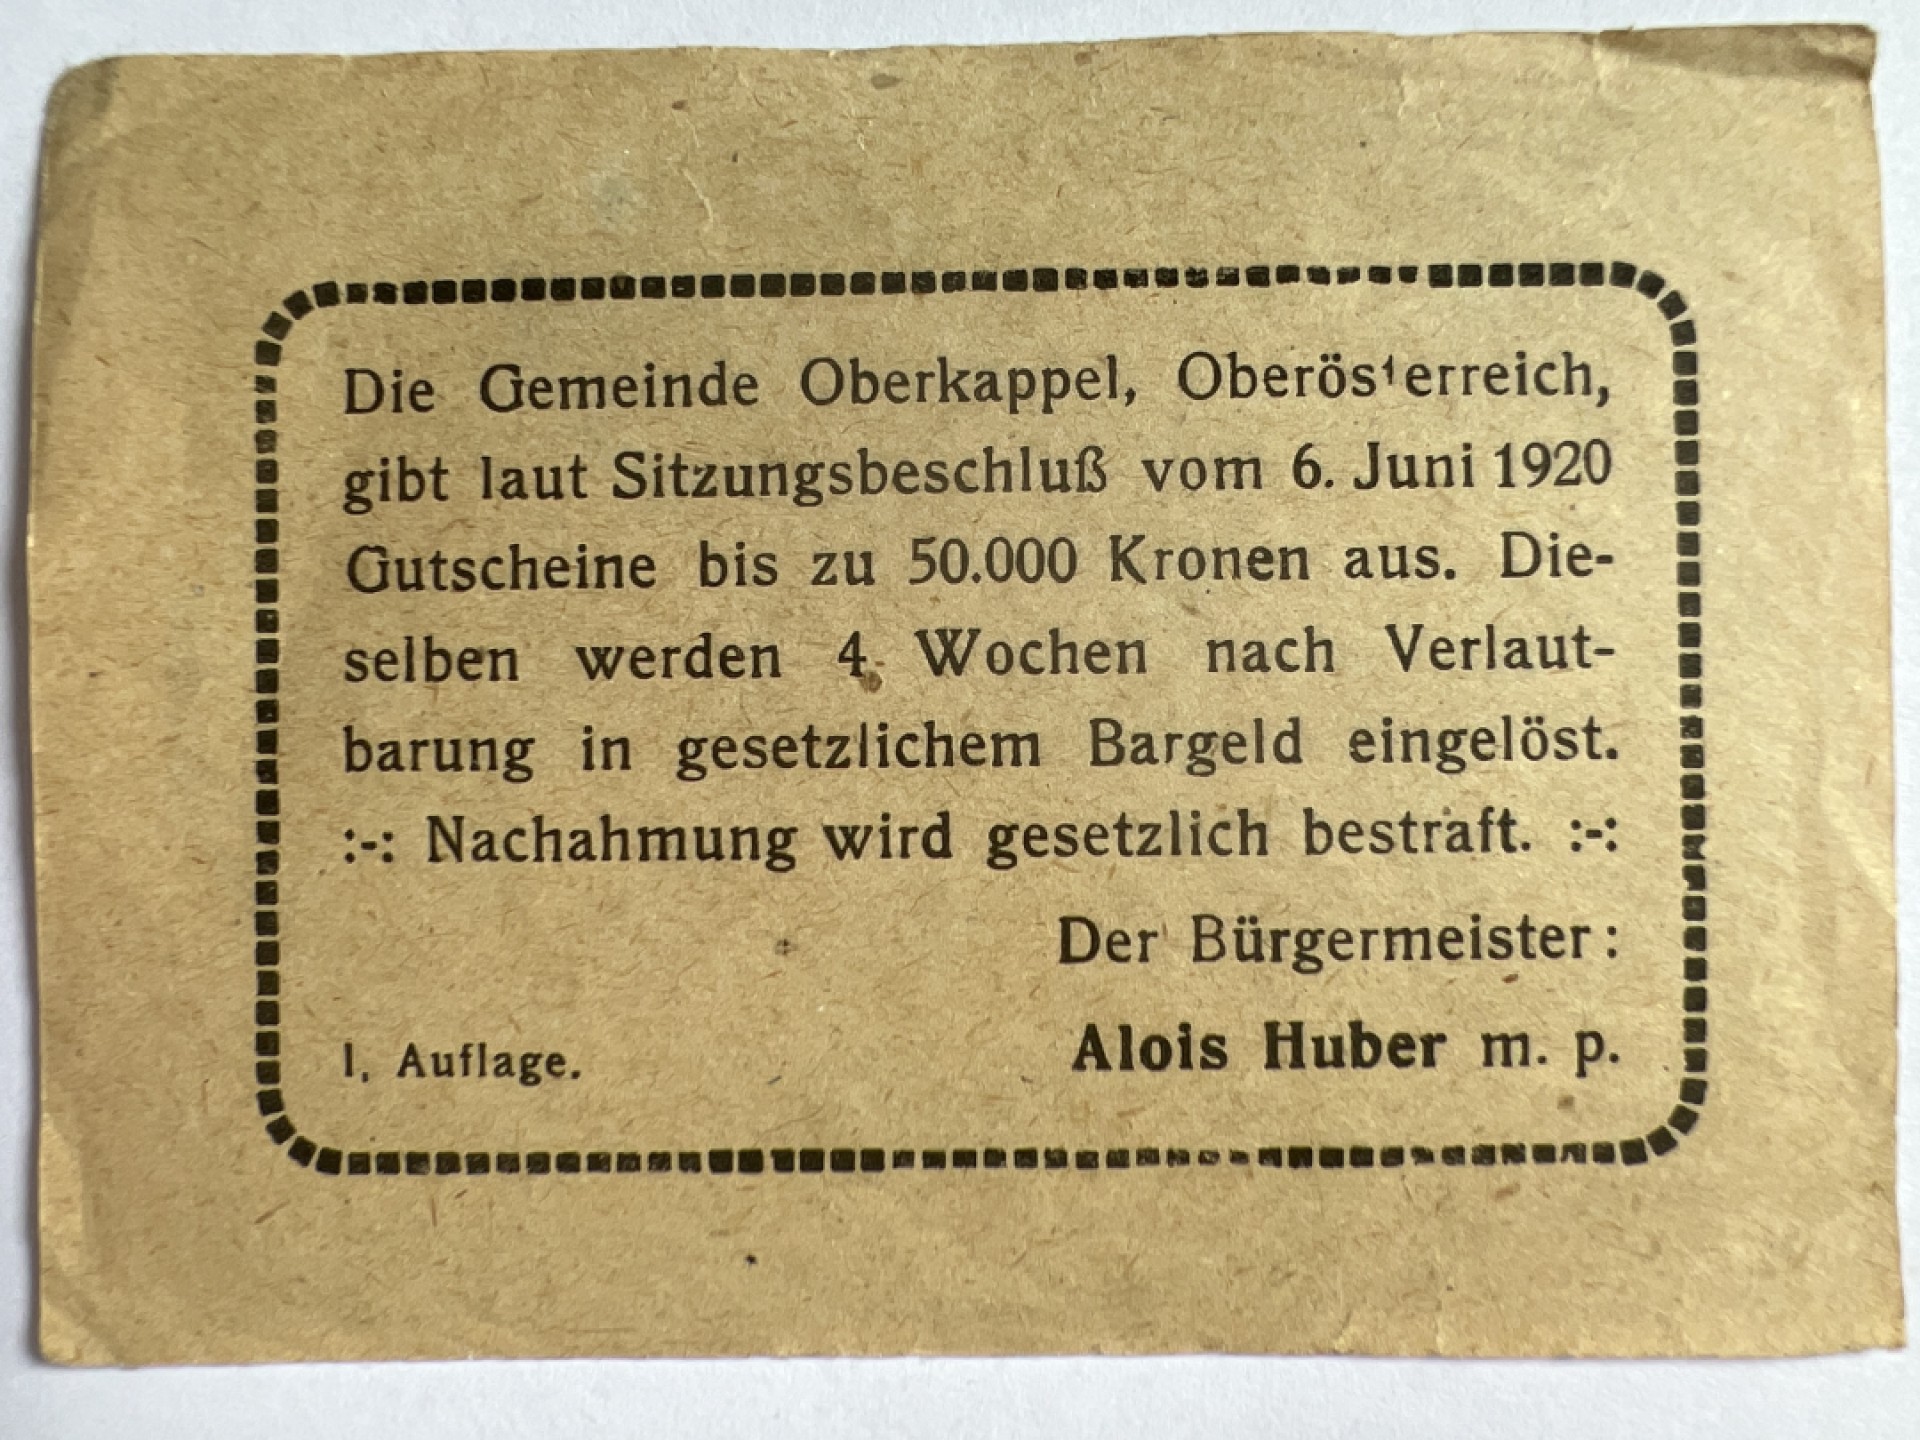 Die Gemeinde Oberkappel, Oberösterreich,
gibt laut Sitzungsbeschluß vom 6. Juni 1920
Gutscheine bis zu 50.000 Kronen aus. Die-
selben werden 4 Wochen nach Verlaut-
barung in gesetzlichem Bargeld eingelöst.
:-: Nachahmung wird gesetzlich bestraft. :-:
Der Bürgermeister:
I. Auflage. Alois Huber m. p.